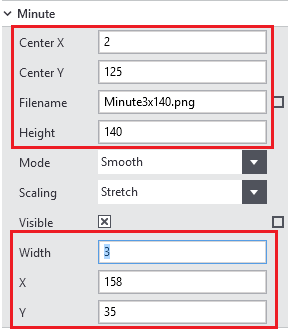 Minute
Center X 2
Center Y 125
Filename Minute3x140.png
Height 140
Mode Smooth
Scaling Stretch
Visible
Width 3
X 158
Y 35